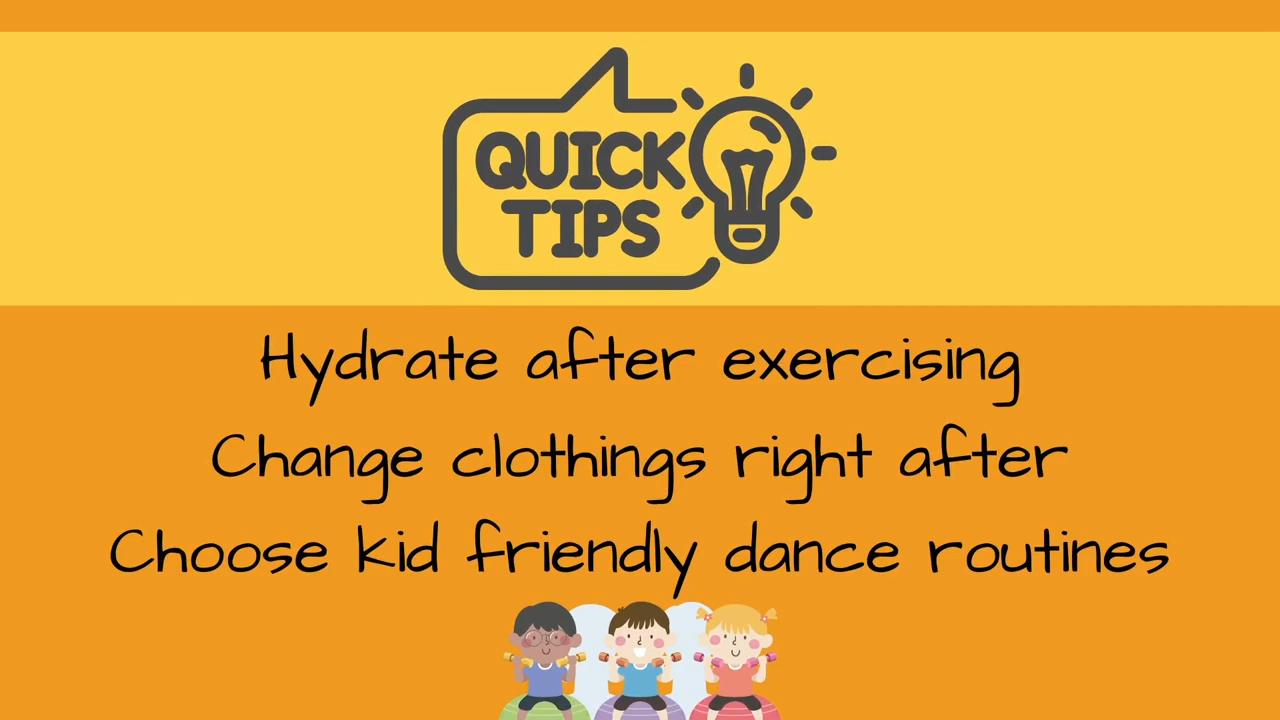 QUICK
TIPS
Hydrate after exercising
Change clothings right after
Choose kid friendly dance routines